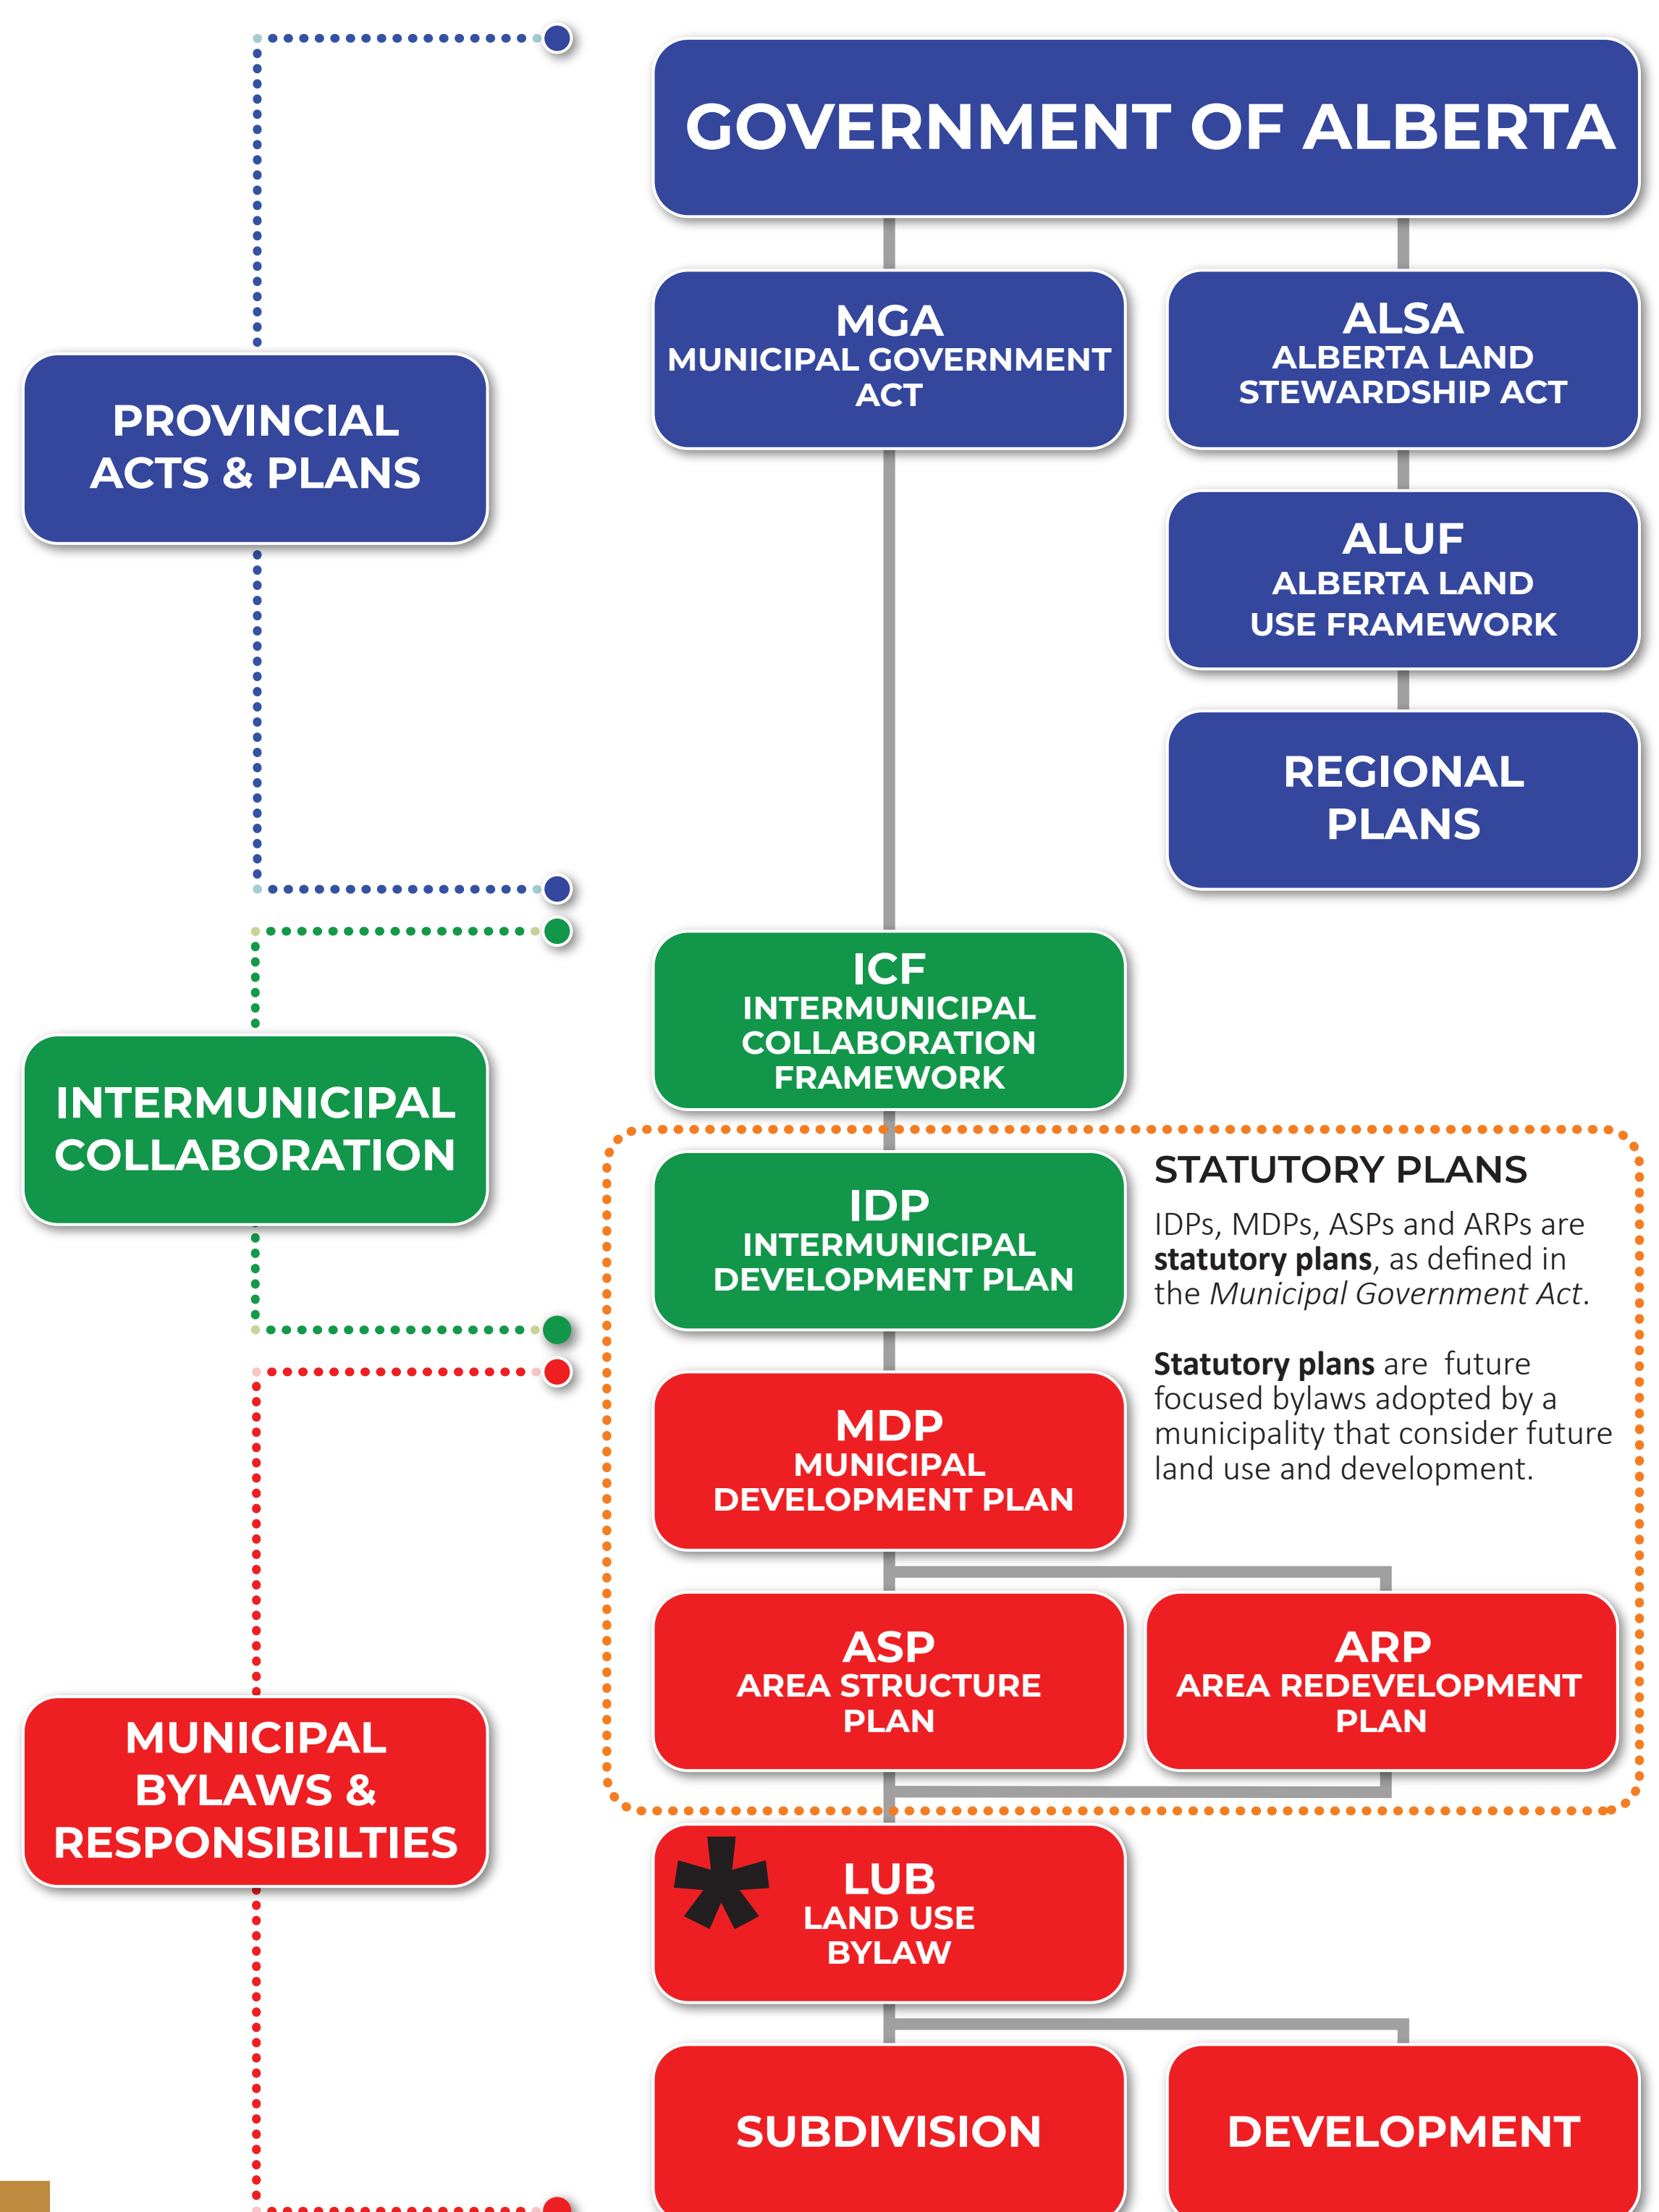 GOVERNMENT OF ALBERTA
MGA
MUNICIPAL GOVERNMENT
ACT
ALSA
ALBERTA LAND
STEWARDSHIP ACT
PROVINCIAL
ACTS & PLANS
ALUF
ALBERTA LAND
USE FRAMEWORK
REGIONAL
PLANS
ICF
INTERMUNICIPAL
COLLABORATION
FRAMEWORK
INTERMUNICIPAL
COLLABORATION
IDP
INTERMUNICIPAL
DEVELOPMENT PLAN
STATUTORY PLANS
IDPs, MDPs, ASPs and ARPs are
statutory plans, as defined in
the Municipal Government Act.
Statutory plans are future
focused bylaws adopted by a
municipality that consider future
land use and development.
MDP
MUNICIPAL
DEVELOPMENT PLAN
ASP
AREA STRUCTURE
PLAN
ARP
AREA REDEVELOPMENT
PLAN
MUNICIPAL
BYLAWS &
RESPONSIBILTIES
* LUB
LAND USE
BYLAW
SUBDIVISION
DEVELOPMENT